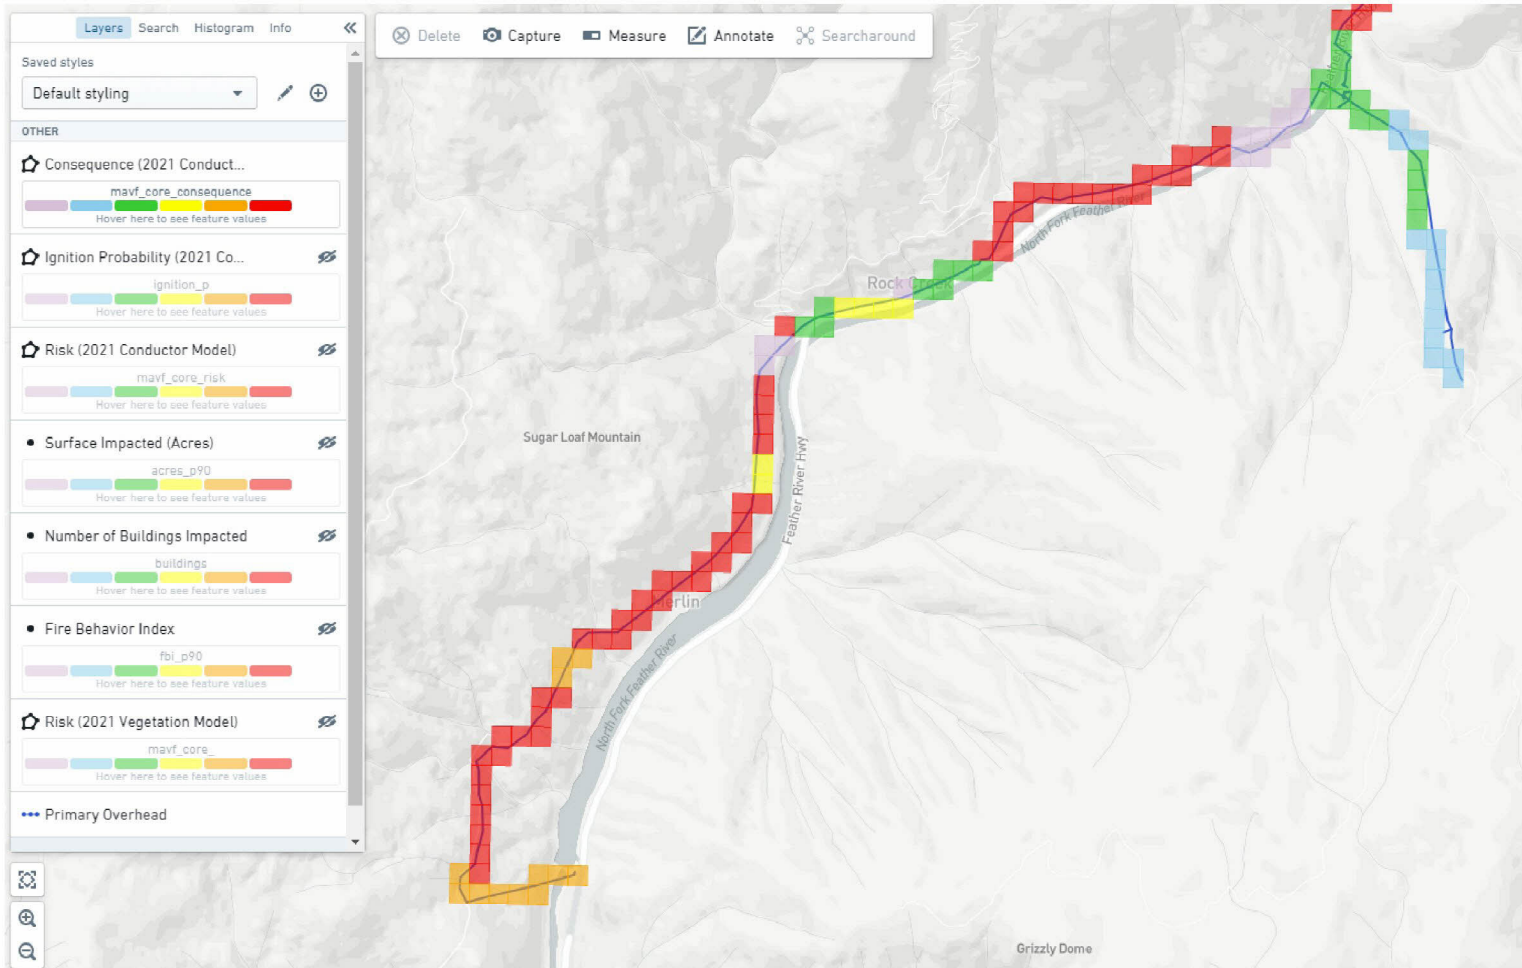 Layers Search Histogram Info
Delete Capture Measure Annotate Searcharound
Saved styles
Default styling
OTHER
Consequence (2021 Conduct...
mavf_core_consequence
Hover here to see feature values
Ignition Probability (2021 Co...
ignition_p
Hover here to see feature values
Risk (2021 Conductor Model)
mavf_core_risk
Hover here to see feature values
Surface Impacted (Acres)
acres_p90
Hover here to see feature values
Number of Buildings Impacted
buildings
Hover here to see feature values
Fire Behavior Index
fbi_p90
Hover here to see feature values
Risk (2021 Vegetation Model)
mavf_core_
Hover here to see feature values
Primary Overhead
North Fork Feather River
Rock Creek
Sugar Loaf Mountain
Feather River Hwy
Merlin
North Fork Feather River
Grizzly Dome